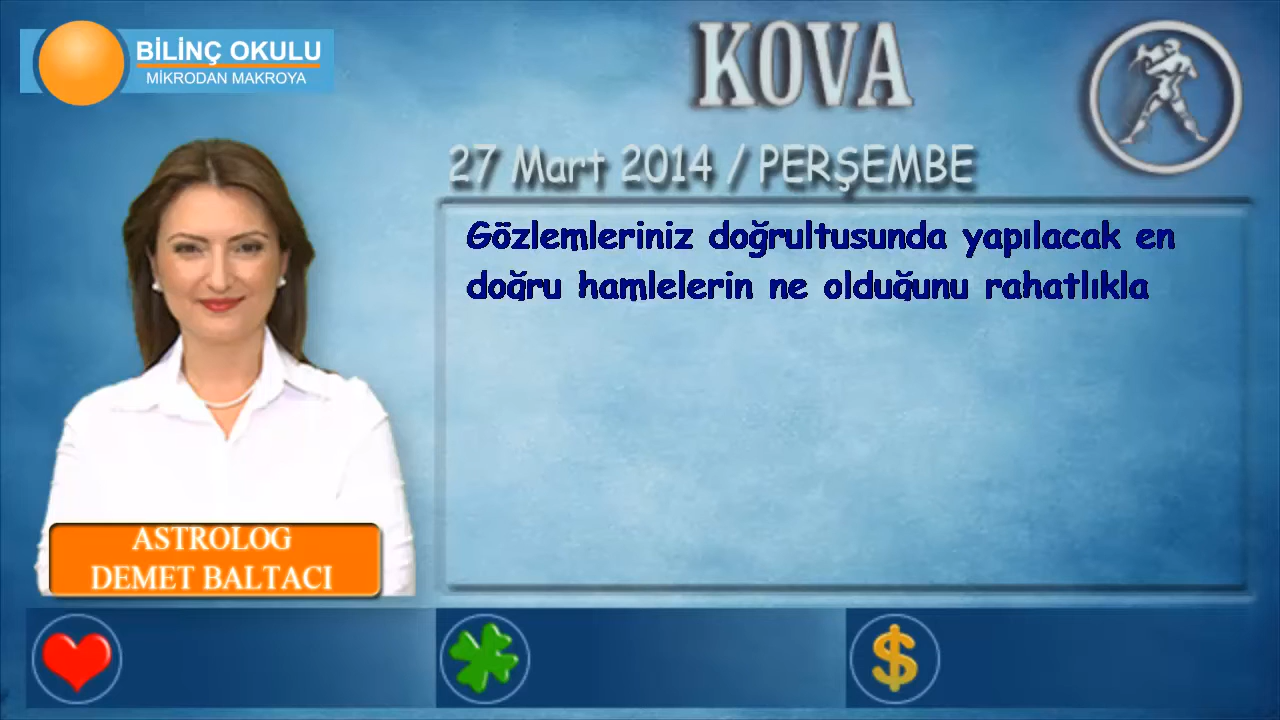 BİLİNÇ OKULU
MİKRODAN MAKROYA
KOVA
27 Mart 2014 / PERŞEMBE
Gözlemleriniz doğrultusunda yapılacak en
doğru hamlelerin ne olduğunu rahatlıkla
ASTROLOG
DEMET BALTACI
$